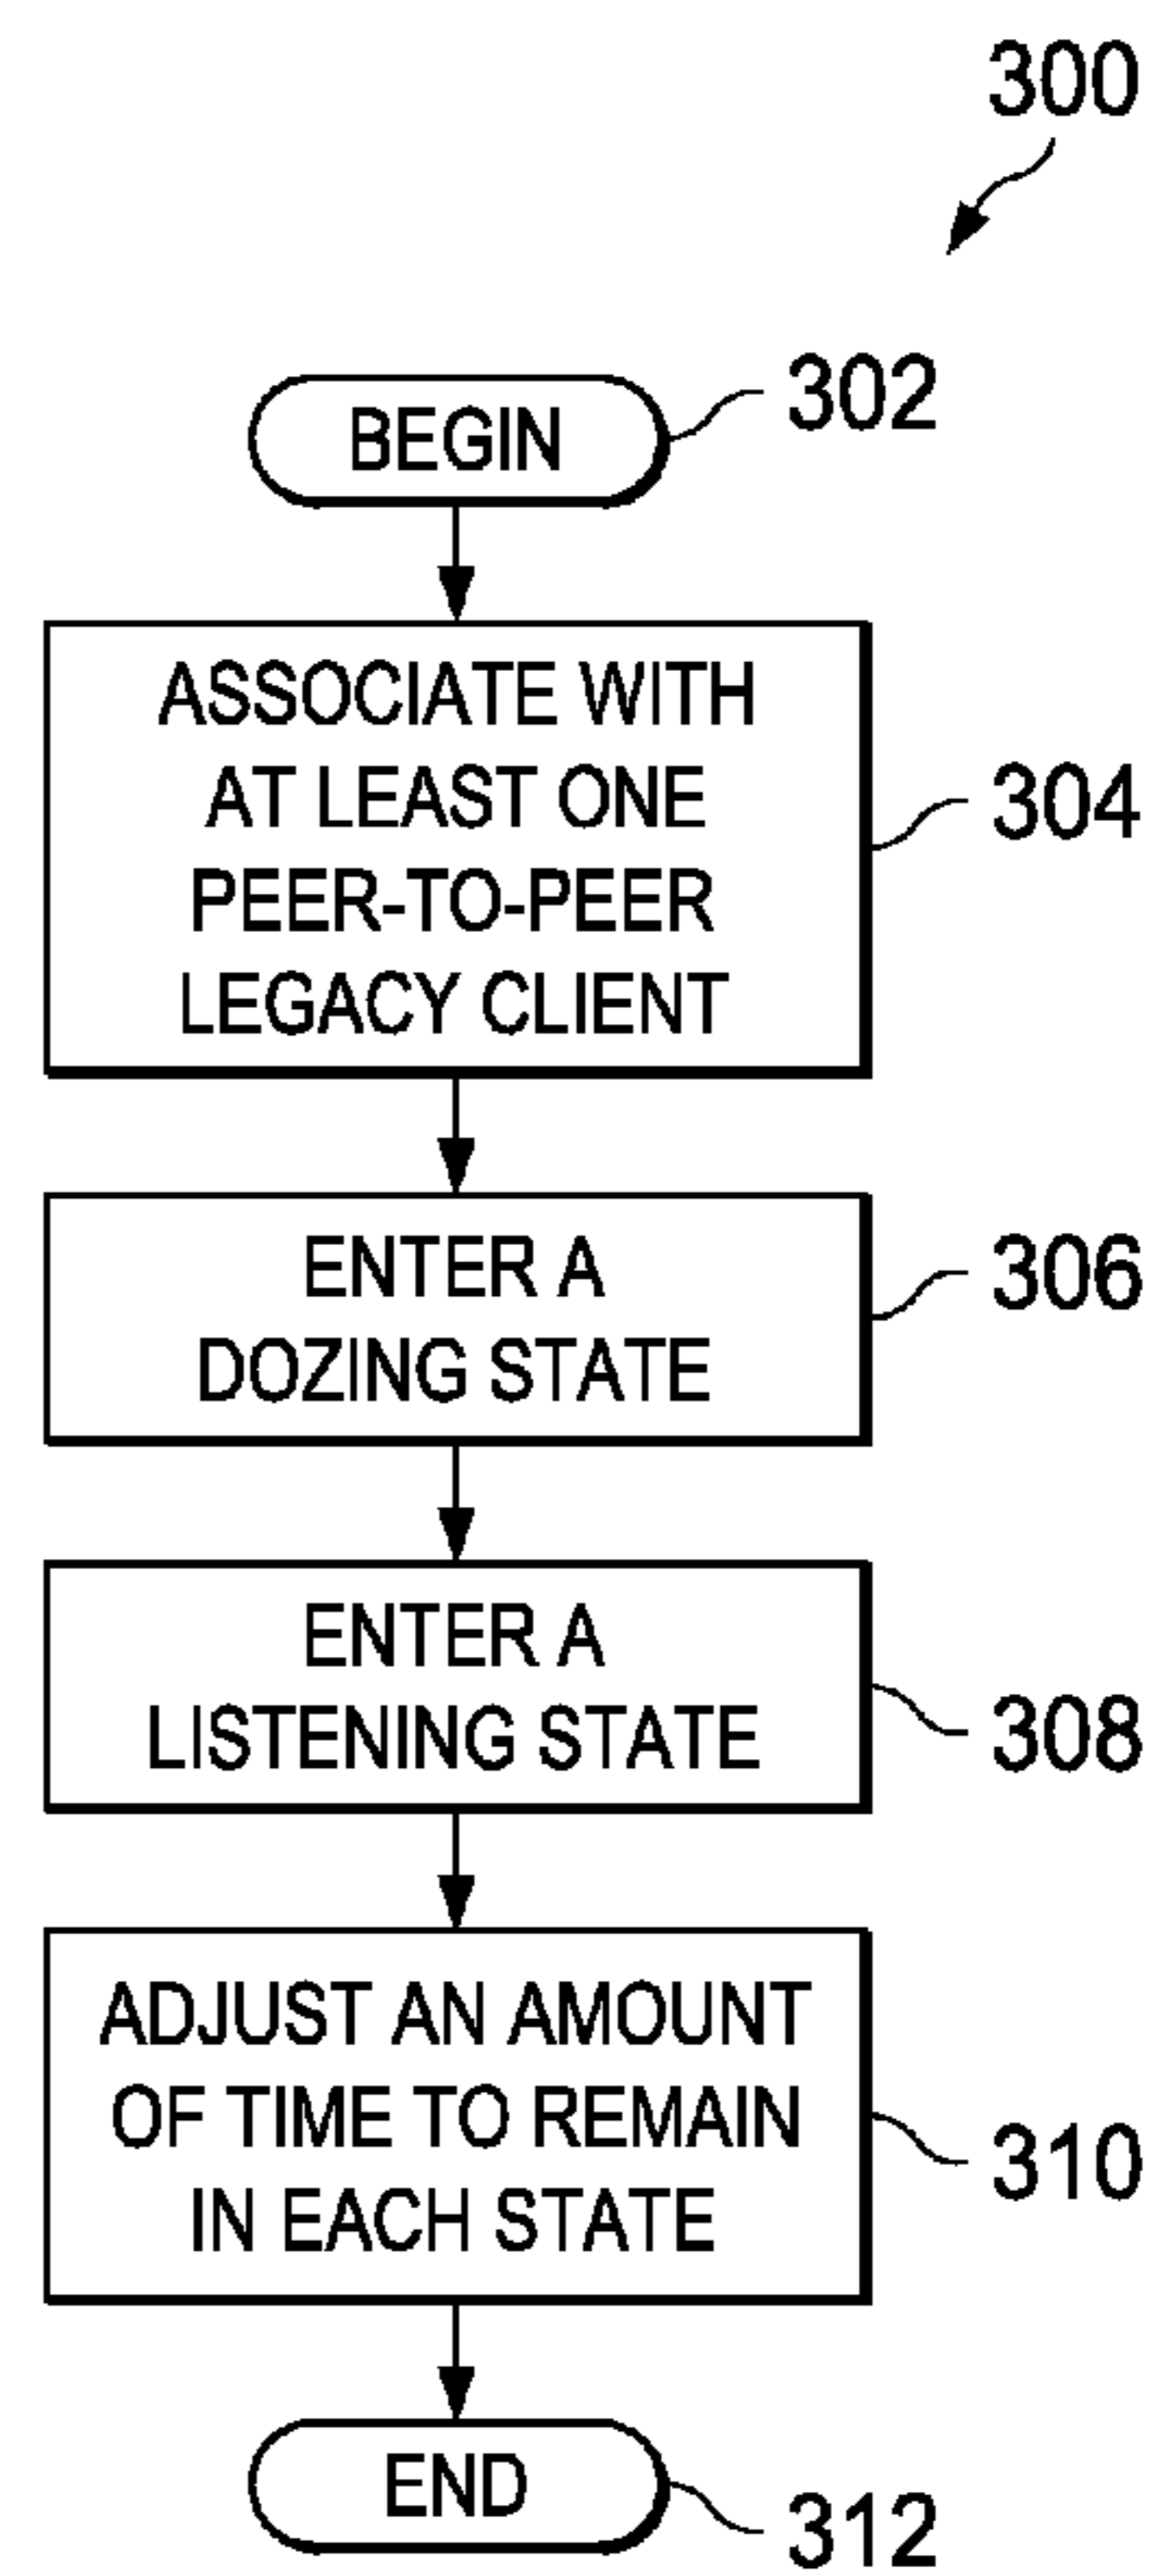 300
BEGIN
302
ASSOCIATE WITH
AT LEAST ONE
PEER-TO-PEER
LEGACY CLIENT
304
ENTER A
DOZING STATE
306
ENTER A
LISTENING STATE
308
ADJUST AN AMOUNT
OF TIME TO REMAIN
IN EACH STATE
310
END
312